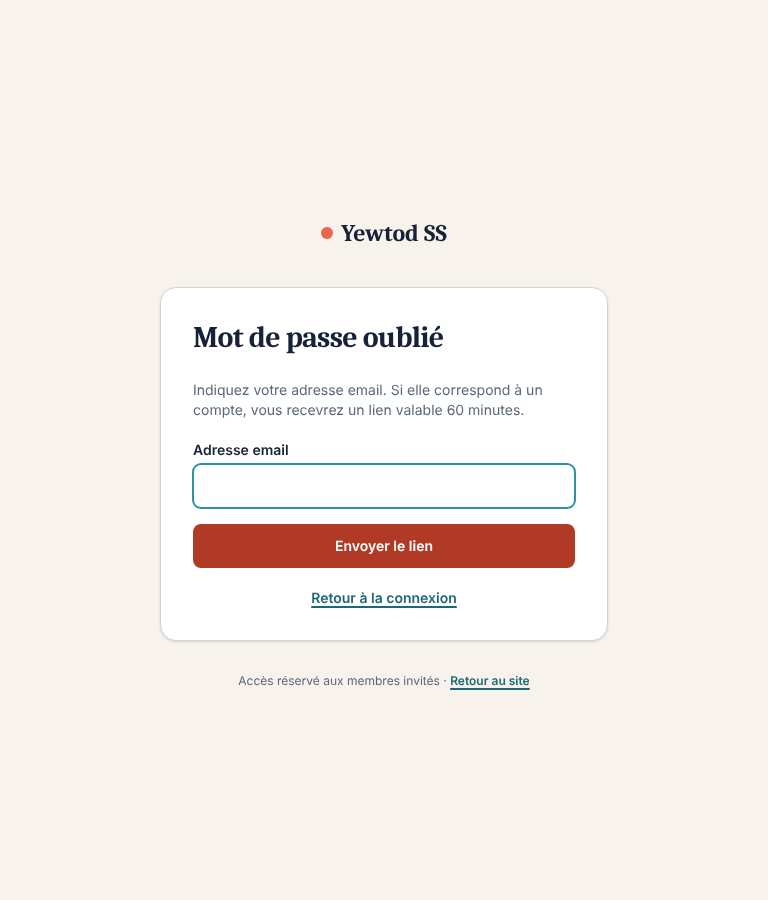 Yewtod SS
Mot de passe oublié
Indiquez votre adresse email. Si elle correspond à un
compte, vous recevrez un lien valable 60 minutes.
Adresse email
Envoyer le lien
Retour à la connexion
Accès réservé aux membres invités · Retour au site